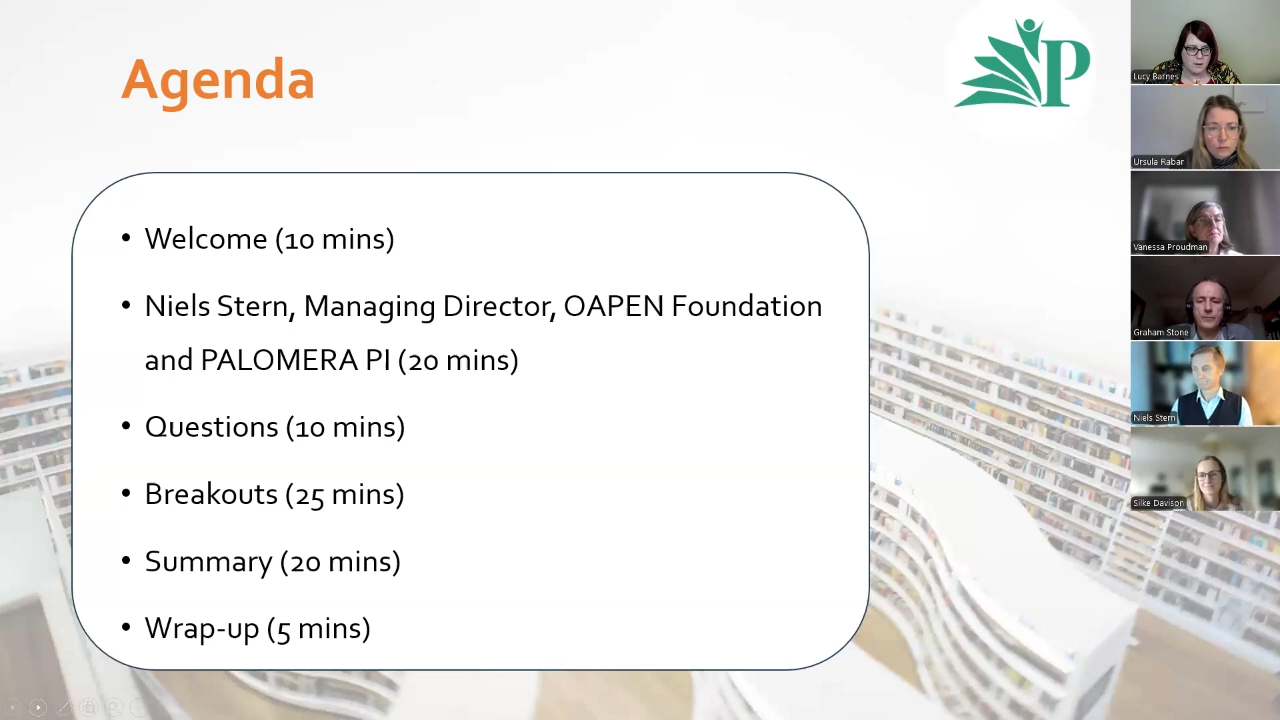 Agenda
P
• Welcome (10 mins)
• Niels Stern, Managing Director, OAPEN Foundation
and PALOMERA PI (20 mins)
• Questions (10 mins)
• Breakouts (25 mins)
• Summary (20 mins)
• Wrap-up (5 mins)
Lucy Barnes
Ursula Rabar
Vanessa Proudman
Graham Stone
Niels Stern
Silke Davison